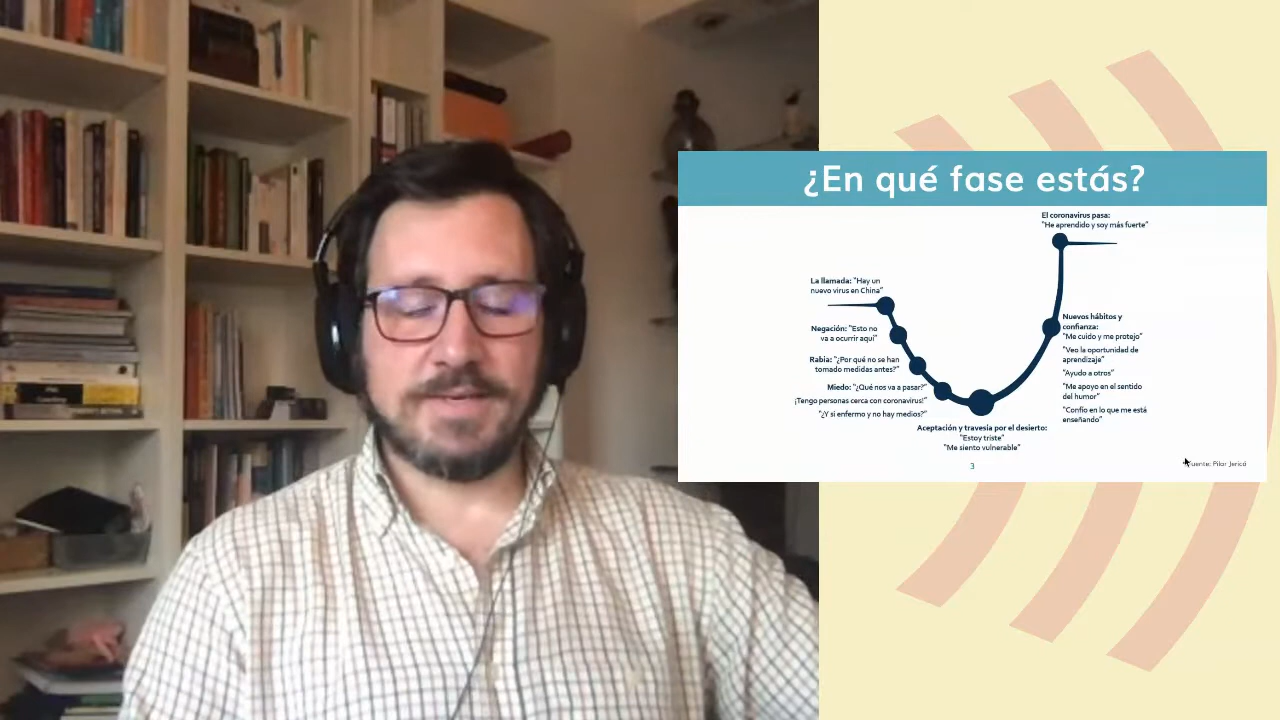 ¿En qué fase estás?
El coronavirus pasa:
"He aprendido y soy más fuerte"
La llamada: "Hay un
nuevo virus en China"
Negación: "Esto no
va a ocurrir aquí"
Rabia: "¿Por qué no se han
tomado medidas antes?"
Miedo: "¿Qué nos va a pasar?"
¡Tengo personas cerca con coronavirus!"
"¿Y si enfermo y no hay medios?"
Aceptación y travesía por el desierto:
"Estoy triste"
"Me siento vulnerable"
Nuevos hábitos y
confianza:
"Me cuido y me protejo"
"Veo la oportunidad de
aprendizaje"
"Ayudo a otros"
"Me apoyo en el sentido
del humor"
"Confío en lo que me está
enseñando"
3
Fuente: Pilar Jericó